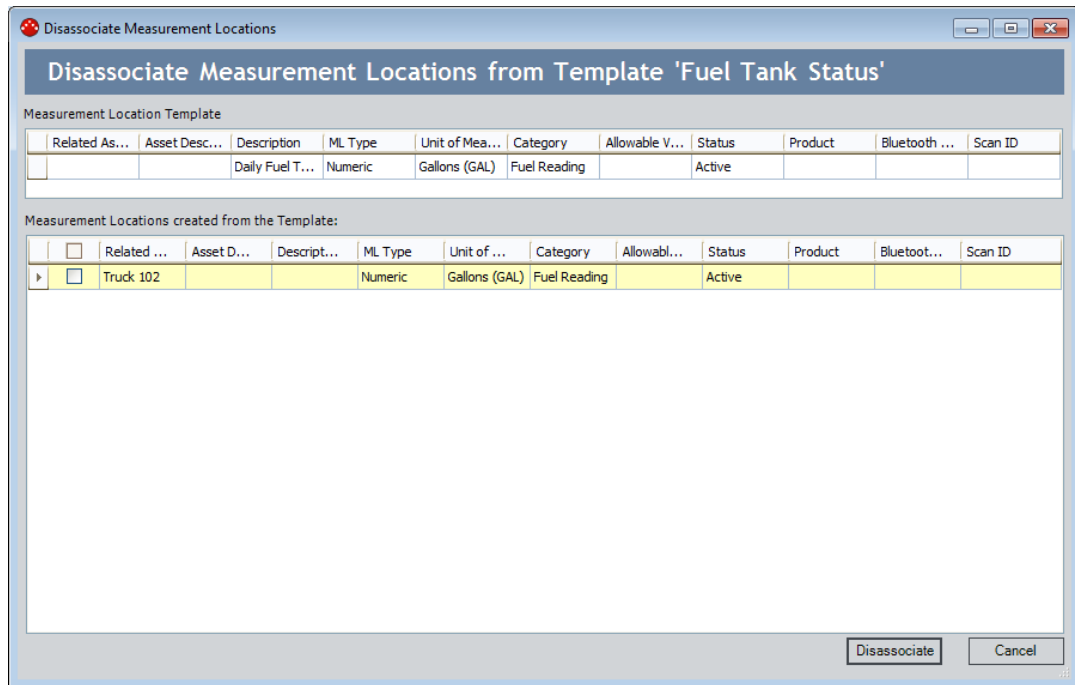 Disassociate Measurement Locations
Disassociate Measurement Locations from Template 'Fuel Tank Status'
Measurement Location Template
Related As... Asset Desc... Description ML Type Unit of Mea... Category Allowable V... Status Product Bluetooth ... Scan ID
Daily Fuel T... Numeric Gallons (GAL) Fuel Reading Active
Measurement Locations created from the Template:
Related ... Asset D... Descript... ML Type Unit of ... Category Allowabl... Status Product Bluetoot... Scan ID
Truck 102 Numeric Gallons (GAL) Fuel Reading Active
Disassociate Cancel